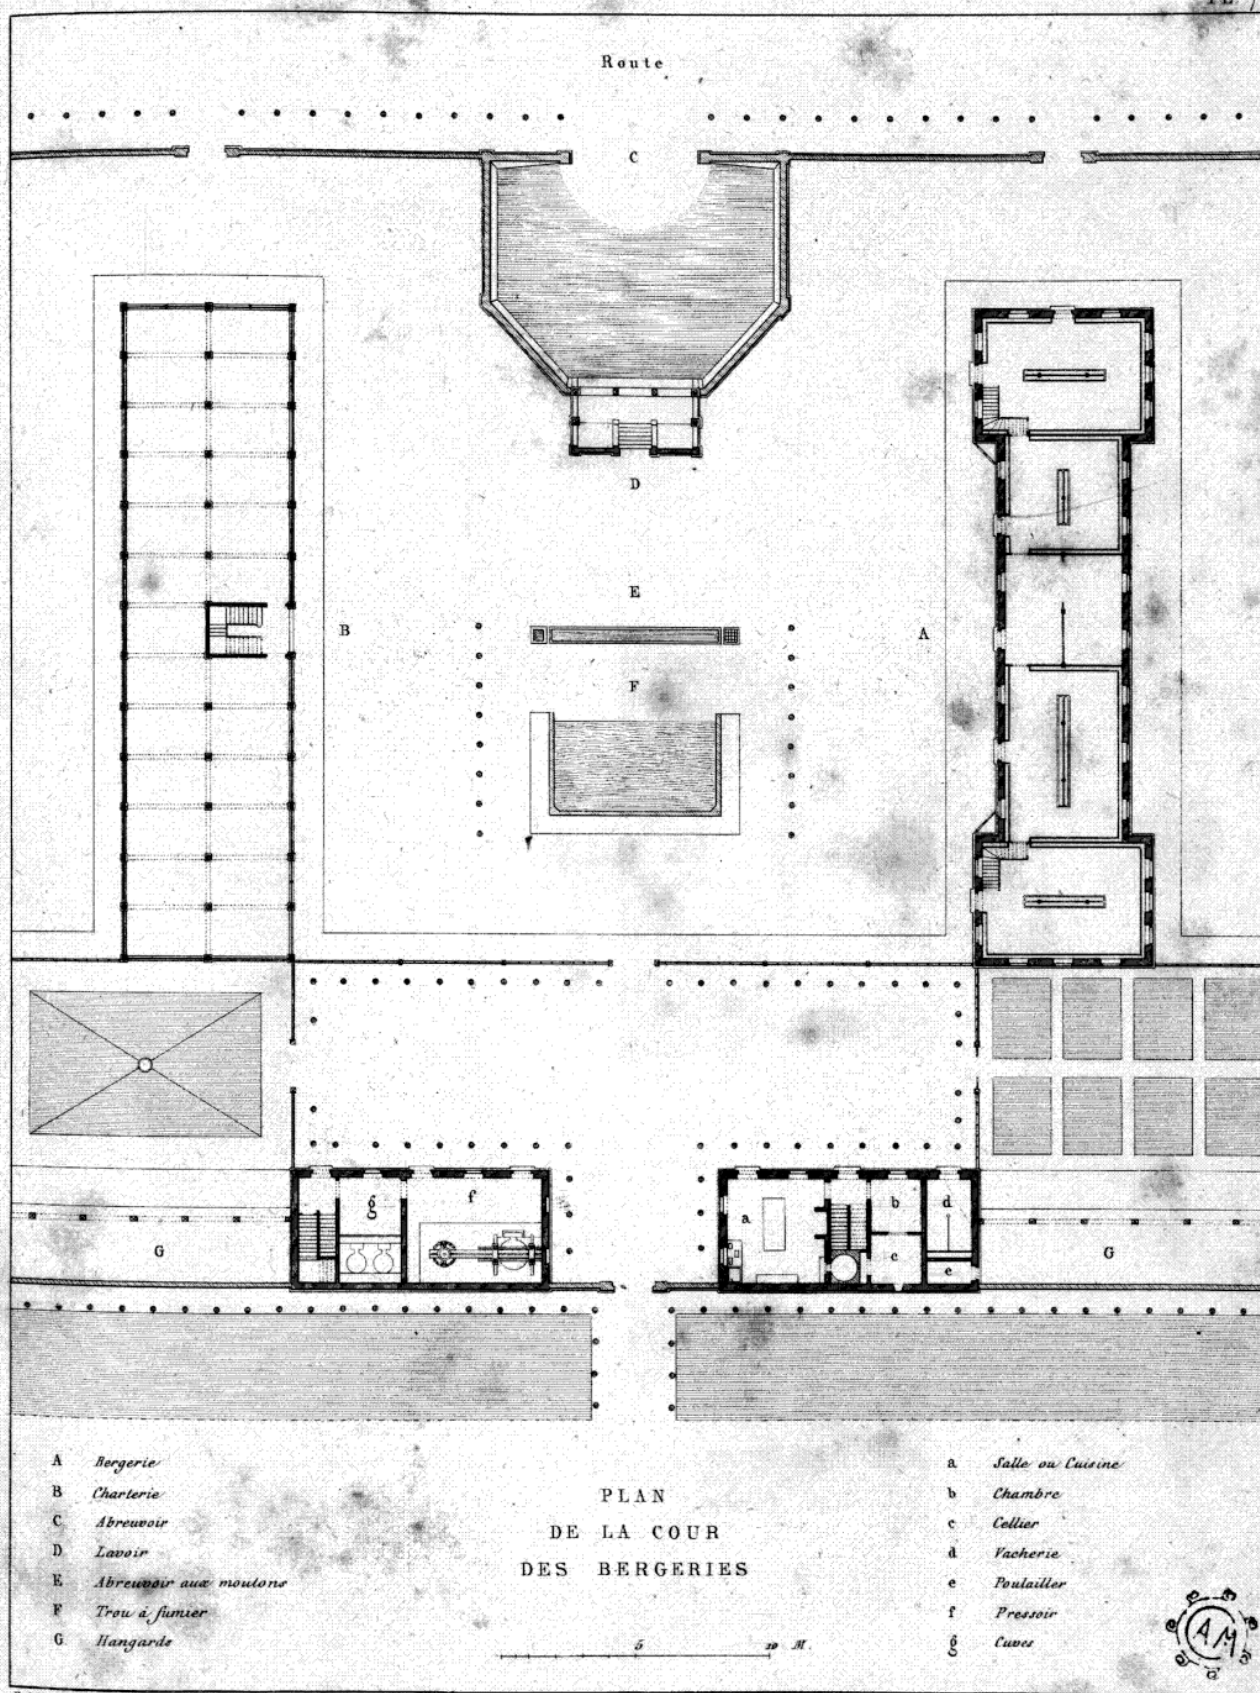 Route
C
D
E
B
A
F
g
f
a
b
d
c
e
G
G
A Bergerie
B Charterie
C Abreuvoir
D Lavoir
E Abreuvoir aux moutons
F Trou à fumier
G Hangards
PLAN
DE LA COUR
DES BERGERIES
5 10 M.
a Salle ou Cuisine
b Chambre
c Cellier
d Vacherie
e Poulailler
f Pressoir
g Cuves
AM